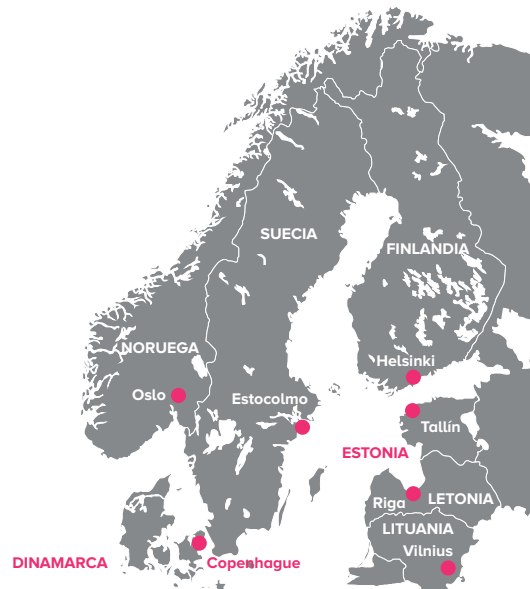 SUECIA
FINLANDIA
NORUEGA
Helsinki
Oslo
Estocolmo
Tallín
ESTONIA
Riga
LETONIA
LITUANIA
Vilnius
DINAMARCA
Copenhague